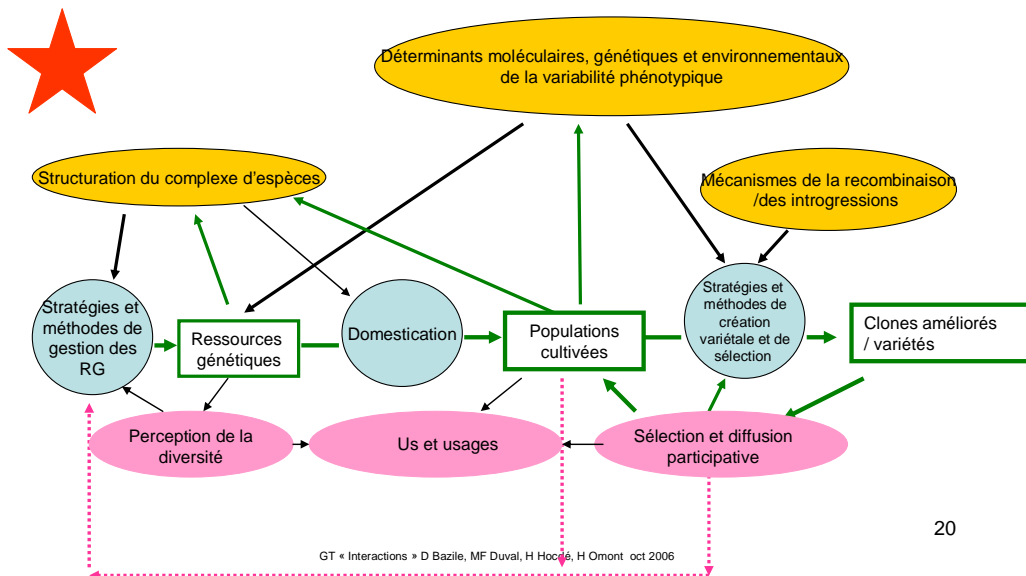 Déterminants moléculaires, génétiques et environnementaux
de la variabilité phénotypique
Structuration du complexe d'espèces
Mécanismes de la recombinaison
/des introgressions
Stratégies et
méthodes de
gestion des
RG
Ressources
génétiques
Domestication
Populations
cultivées
Stratégies et
méthodes de
création
variétale et de
sélection
Clones améliorés
/ variétés
Perception de la
diversité
Us et usages
Sélection et diffusion
participative
20
GT « Interactions » D Bazile, MF Duval, H Hocdé, H Omont oct 2006